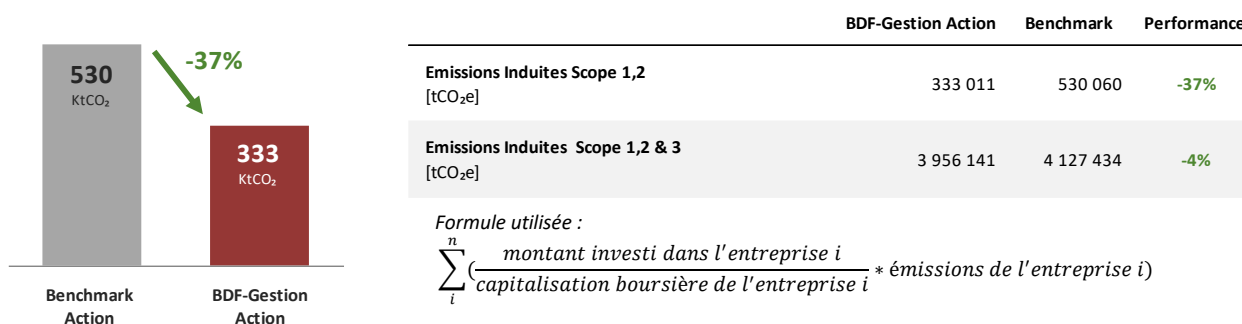 530
KtCO₂
-37%
333
KtCO₂
Benchmark
Action
BDF-Gestion
Action
BDF-Gestion Action Benchmark Performance
Emissions Induites Scope 1,2
[tCO₂e]
333 011 530 060 -37%
Emissions Induites Scope 1,2 & 3
[tCO₂e]
3 956 141 4 127 434 -4%
Formule utilisée :
n
∑
i
(montant investi dans l'entreprise i
capitalisation boursière de l'entreprise i
* émissions de l'entreprise i)